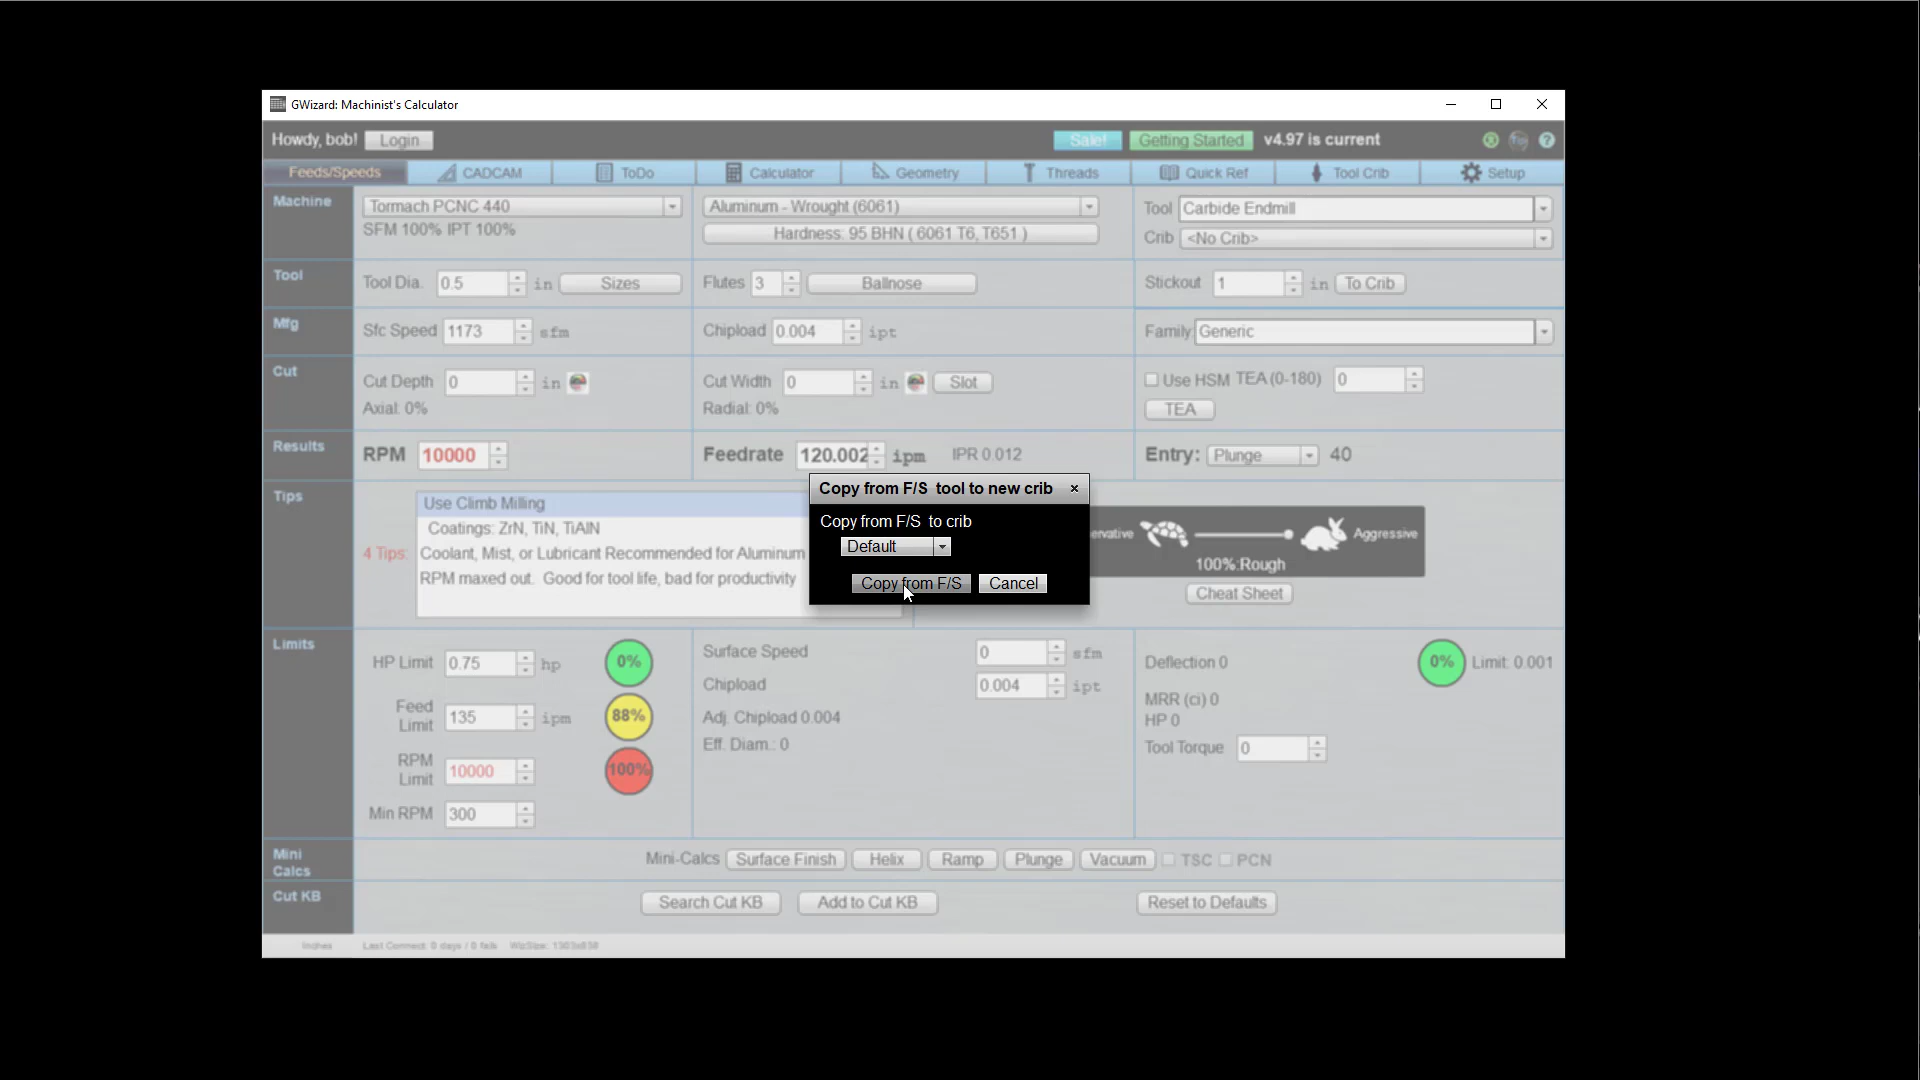 GWizard: Machinist's Calculator
Howdy, bob! Login Sale! Getting Started v4.97 is current
Feeds/Speeds CADCAM ToDo Calculator Geometry Threads Quick Ref Tool Crib Setup
Machine Tormach PCNC 440 Aluminum - Wrought (6061) Tool Carbide Endmill
SFM 100% IPT 100% Hardness: 95 BHN ( 6061 T6, T651 ) Crib <No Crib>
Tool Tool Dia. 0.5 in Sizes Flutes 3 Ballnose Stickout 1 in To Crib
Mfg Sfc Speed 1173 sfm Chipload 0.004 ipt Family Generic
Cut Cut Depth 0 in Cut Width 0 in Slot Use HSM TEA (0-180) 0
Axial: 0% Radial: 0% TEA
Results RPM 10000 Feedrate 120.002 ipm IPR 0.012 Entry: Plunge 40
Copy from F/S tool to new crib ×
Copy from F/S to crib
Default
Copy from F/S Cancel
Tips
4 Tips:
Use Climb Milling
Coatings: ZrN, TiN, TiAlN
Coolant, Mist, or Lubricant Recommended for Aluminum
RPM maxed out. Good for tool life, bad for productivity
ervative Aggressive
100%:Rough
Cheat Sheet
Limits
HP Limit 0.75 hp 0%
Feed Limit 135 ipm 88%
RPM Limit 10000 100%
Min RPM 300
Surface Speed 0 sfm
Chipload 0.004 ipt
Adj. Chipload 0.004
Eff. Diam.: 0
Deflection 0 0% Limit: 0.001
MRR (ci) 0
HP 0
Tool Torque 0
Mini Calcs Mini-Calcs Surface Finish Helix Ramp Plunge Vacuum TSC PCN
Cut KB Search Cut KB Add to Cut KB Reset to Defaults
Inches Last Connect: 0 days / 0 fails WizSize: 1303x838